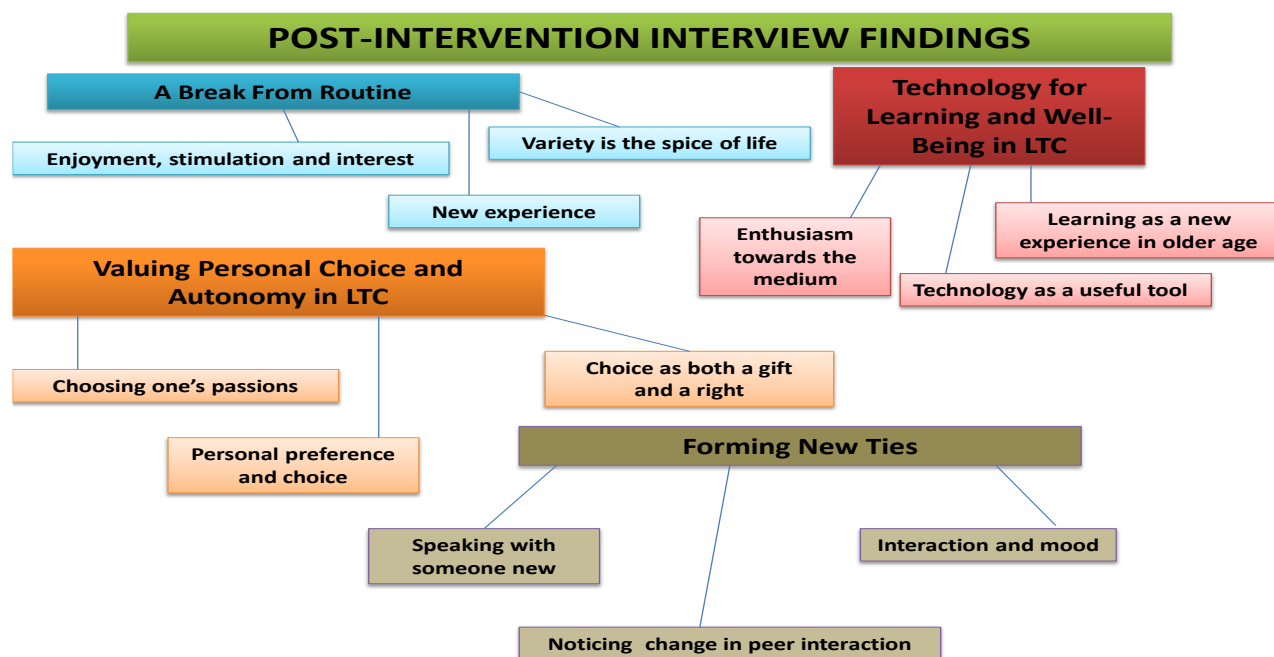 POST-INTERVENTION INTERVIEW FINDINGS
A Break From Routine
Enjoyment, stimulation and interest
Variety is the spice of life
New experience
Technology for
Learning and Well-
Being in LTC
Enthusiasm
towards the
medium
Learning as a new
experience in older age
Technology as a useful tool
Valuing Personal Choice and
Autonomy in LTC
Choosing one’s passions
Personal preference
and choice
Choice as both a gift
and a right
Forming New Ties
Speaking with
someone new
Interaction and mood
Noticing change in peer interaction